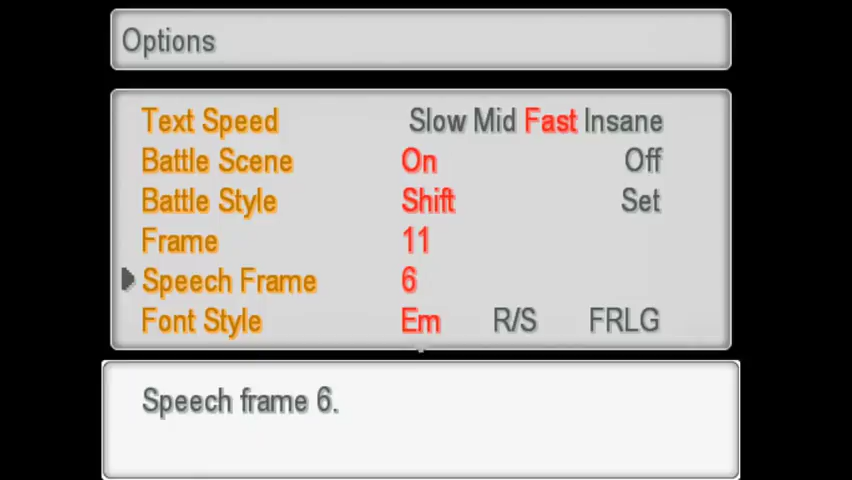 Options
Text Speed Slow Mid Fast Insane
Battle Scene On Off
Battle Style Shift Set
Frame 11
Speech Frame 6
Font Style Em R/S FRLG
Speech frame 6.